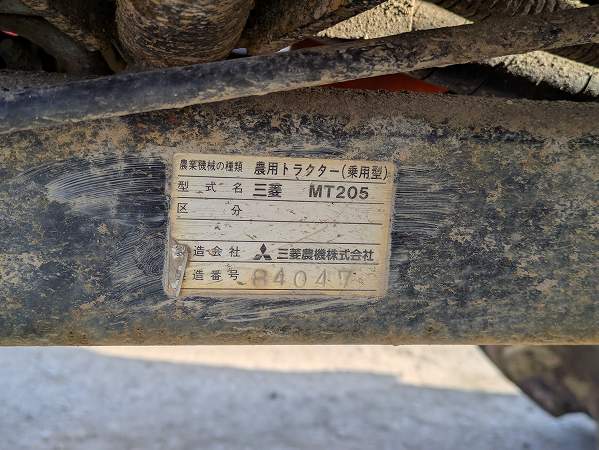 農業機械の種類 農用トラクター(乗用型)
型式名 三菱 MT205
区分
製造会社 三菱農機株式会社
製造番号 84047